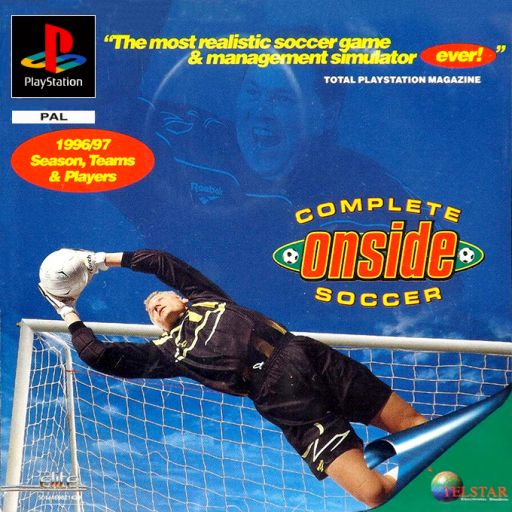 PlayStation
PAL
"The most realistic soccer game
& management simulator ever!"
TOTAL PLAYSTATION MAGAZINE
1996/97
Season, Teams
& Players
Reebok
COMPLETE
onside
SOCCER
Elite
TELSTAR